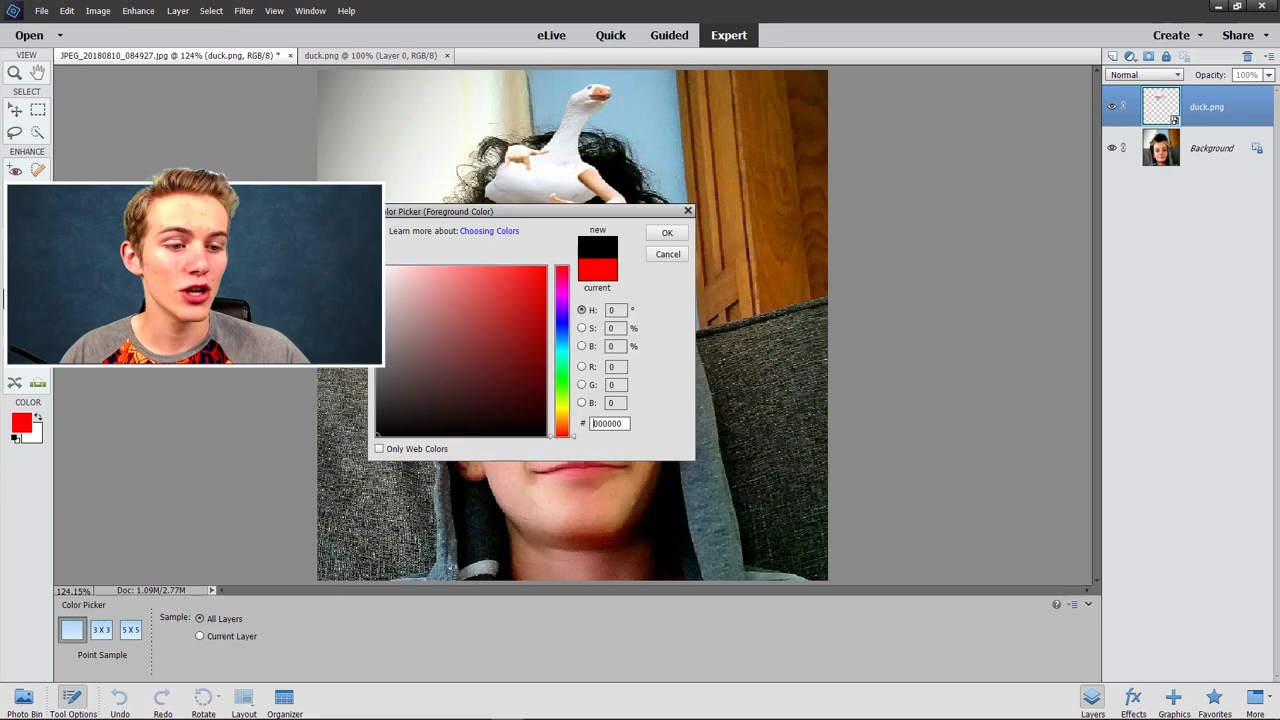 File Edit Image Enhance Layer Select Filter View Window Help
Open eLive Quick Guided Expert Create Share
VIEW JPEG_20180810_084927.jpg @ 124% (duck.png, RGB/8) * × duck.png @ 100% (Layer 0, RGB/8) ×
Normal Opacity: 100%
SELECT
duck.png
ENHANCE
Background
olor Picker (Foreground Color)
Learn more about: Choosing Colors
new
OK
Cancel
current
H: 0 °
S: 0 %
B: 0 %
R: 0
G: 0
B: 0
# 000000
Only Web Colors
COLOR
124.15% Doc: 1.09M/2.77M
Color Picker
Sample: All Layers
3 X 3 5 X 5
Current Layer
Point Sample
Photo Bin Tool Options Undo Redo Rotate Layout Organizer Layers Effects Graphics Favorites More